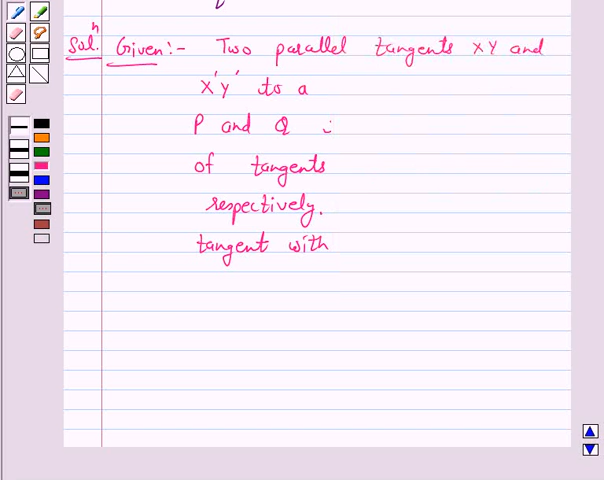 Solⁿ. Given:- Two parallel tangents XY and
X'Y' to a
P and Q i
of tangents
respectively.
tangent with